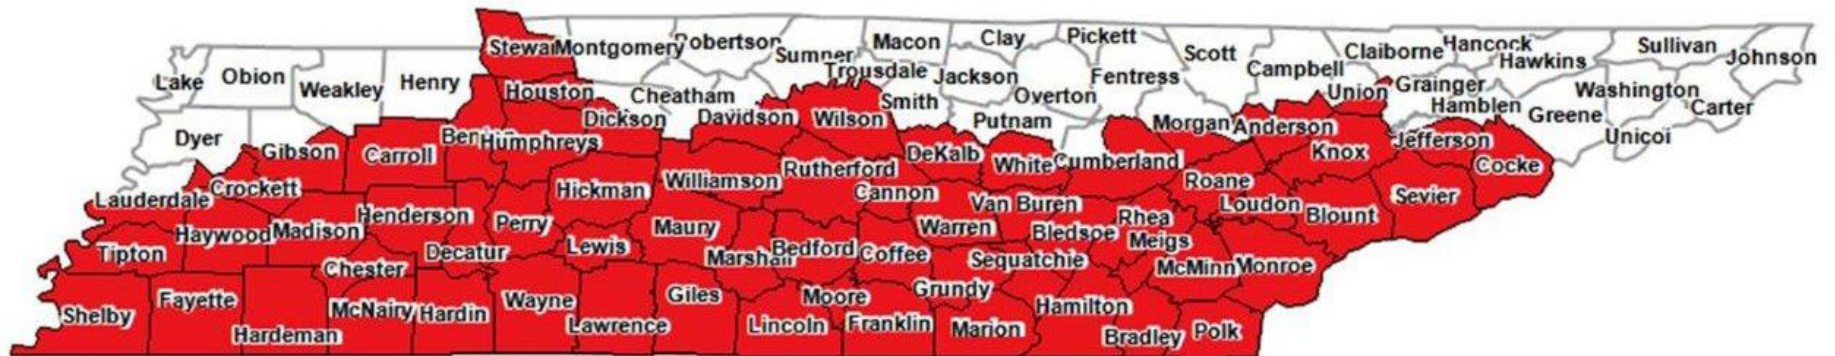 Stewart
Montgomery
Robertson
Sumner
Macon
Clay
Pickett
Scott
Claiborne
Hancock
Hawkins
Sullivan
Johnson
Lake
Obion
Weakley
Henry
Houston
Cheatham
Trousdale
Jackson
Fentress
Campbell
Union
Grainger
Washington
Smith
Overton
Hamblen
Carter
Dyer
Dickson
Davidson
Wilson
Putnam
Morgan
Anderson
Greene
Unicoi
Gibson
Carroll
Humphreys
DeKalb
White
Cumberland
Knox
Jefferson
Cocke
Lauderdale
Crockett
Hickman
Williamson
Rutherford
Cannon
Roane
Loudon
Blount
Sevier
Haywood
Madison
Henderson
Perry
Maury
Van Buren
Warren
Rhea
Bledsoe
Meigs
Tipton
Chester
Decatur
Lewis
Marshall
Bedford
Coffee
Sequatchie
McMinn
Monroe
Shelby
Fayette
Hardeman
McNairy
Hardin
Wayne
Lawrence
Giles
Moore
Lincoln
Franklin
Grundy
Marion
Hamilton
Bradley
Polk